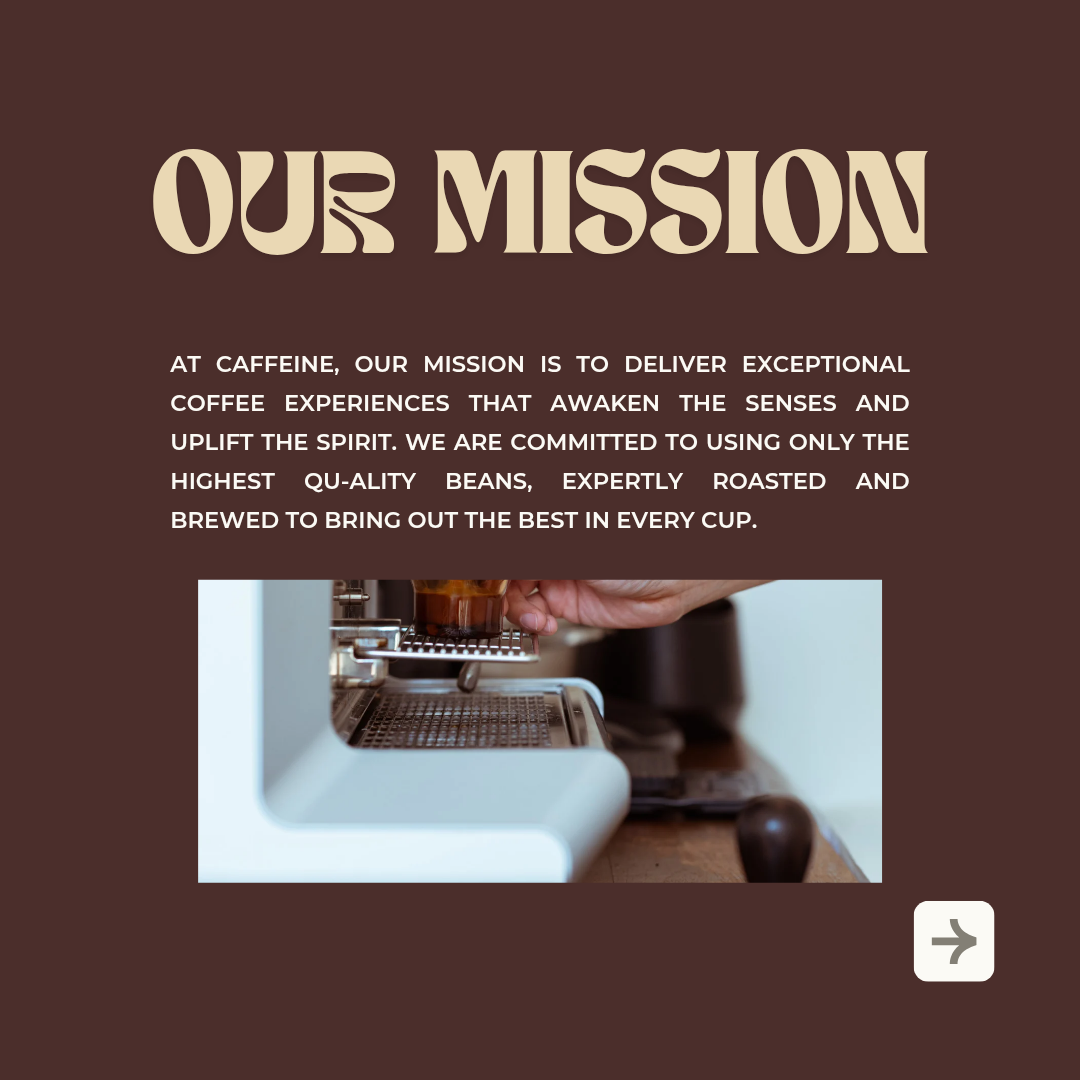 OUR MISSION
AT CAFFEINE, OUR MISSION IS TO DELIVER EXCEPTIONAL
COFFEE EXPERIENCES THAT AWAKEN THE SENSES AND
UPLIFT THE SPIRIT. WE ARE COMMITTED TO USING ONLY THE
HIGHEST QU-ALITY BEANS, EXPERTLY ROASTED AND
BREWED TO BRING OUT THE BEST IN EVERY CUP.